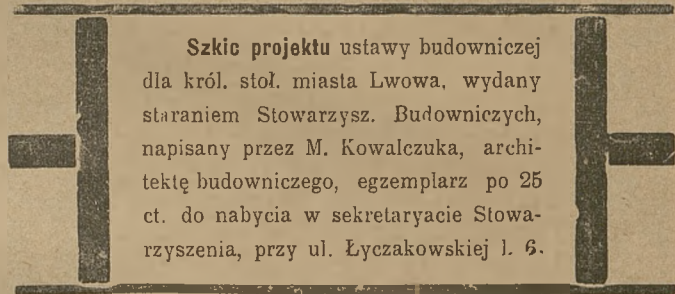 Szkic projektu ustawy budowniczej
dla król. stoł. miasta Lwowa, wydany
staraniem Stowarzysz. Budowniczych,
napisany przez M. Kowalczuka, archi-
tektę budowniczego, egzemplarz po 25
ct. do nabycia w sekretaryacie Stowa-
rzyszenia, przy ul. Łyczakowskiej l. 6.